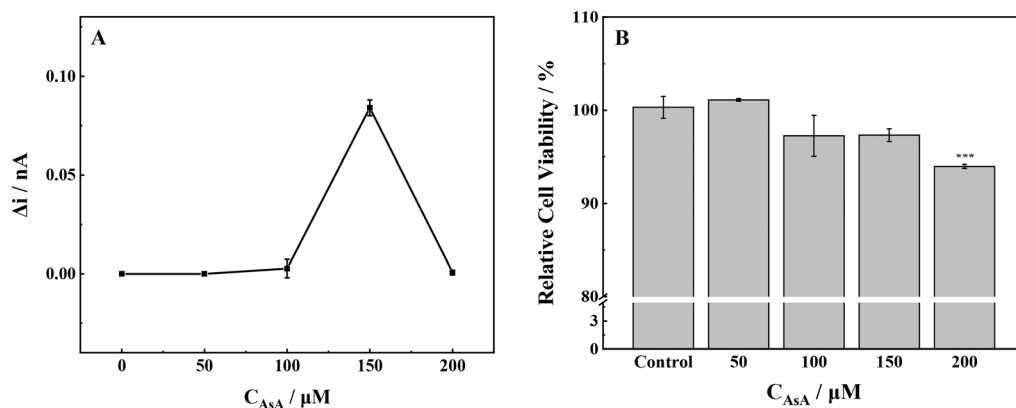 A
0.10
0.05
0.00
Δi / nA
0 50 100 150 200
C_AsA / μM
B
110
100
90
80
3
0
Relative Cell Viability / %
***
Control 50 100 150 200
C_AsA / μM